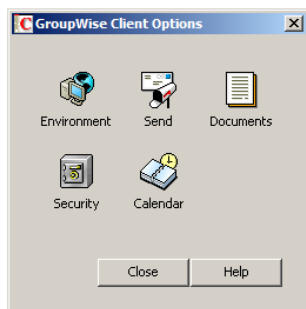 GroupWise Client Options
Environment Send Documents
Security Calendar
Close Help